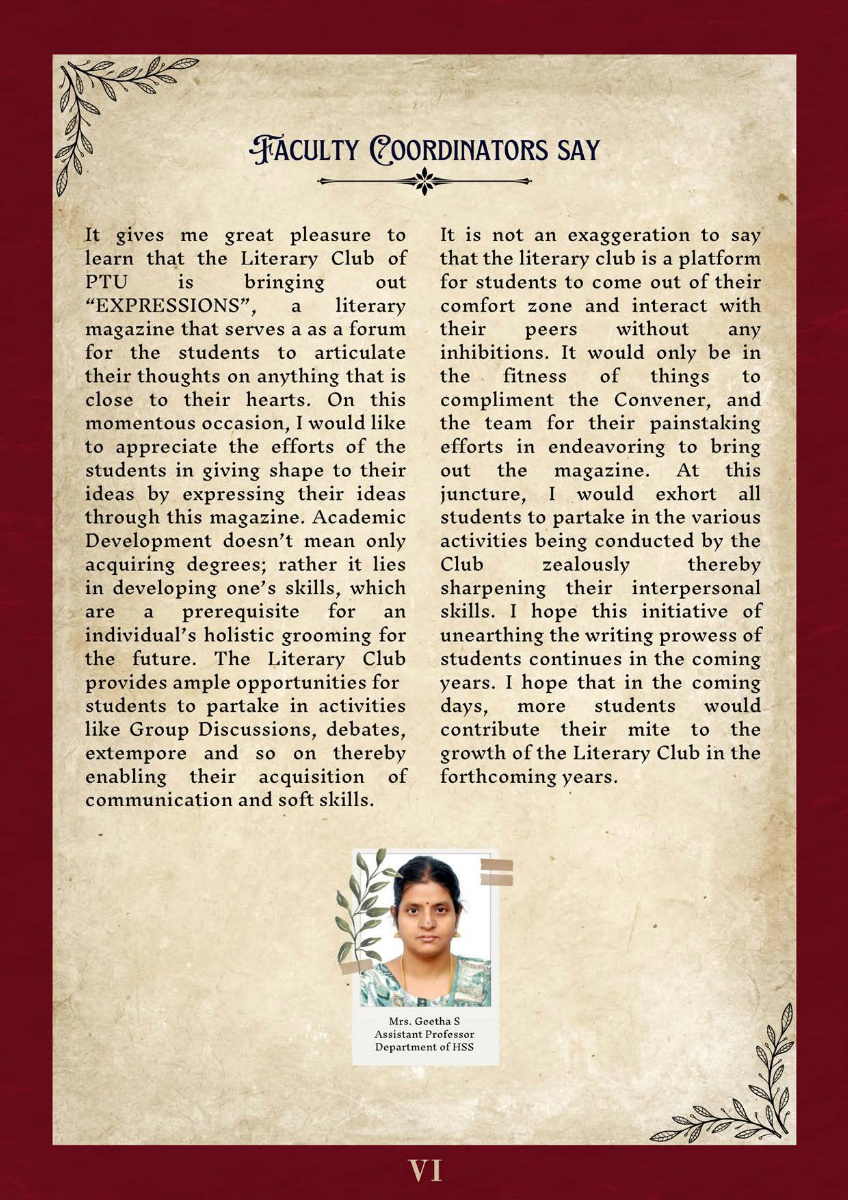 FACULTY COORDINATORS SAY
It gives me great pleasure to
learn that the Literary Club of
PTU is bringing out
“EXPRESSIONS”, a literary
magazine that serves a as a forum
for the students to articulate
their thoughts on anything that is
close to their hearts. On this
momentous occasion, I would like
to appreciate the efforts of the
students in giving shape to their
ideas by expressing their ideas
through this magazine. Academic
Development doesn’t mean only
acquiring degrees; rather it lies
in developing one’s skills, which
are a prerequisite for an
individual’s holistic grooming for
the future. The Literary Club
provides ample opportunities for
students to partake in activities
like Group Discussions, debates,
extempore and so on thereby
enabling their acquisition of
communication and soft skills.
It is not an exaggeration to say
that the literary club is a platform
for students to come out of their
comfort zone and interact with
their peers without any
inhibitions. It would only be in
the fitness of things to
compliment the Convener, and
the team for their painstaking
efforts in endeavoring to bring
out the magazine. At this
juncture, I would exhort all
students to partake in the various
activities being conducted by the
Club zealously thereby
sharpening their interpersonal
skills. I hope this initiative of
unearthing the writing prowess of
students continues in the coming
years. I hope that in the coming
days, more students would
contribute their mite to the
growth of the Literary Club in the
forthcoming years.
Mrs. Geetha S
Assistant Professor
Department of HSS
VI